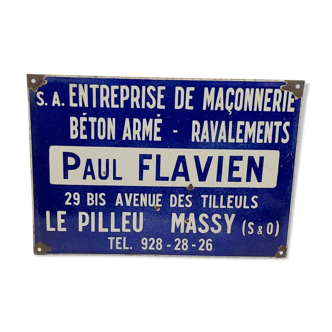 S.A. ENTREPRISE DE MAÇONNERIE
BÉTON ARMÉ - RAVALEMENTS
PAUL FLAVIEN
29 BIS AVENUE DES TILLEULS
LE PILLEU MASSY (S & O)
TEL. 928-28-26